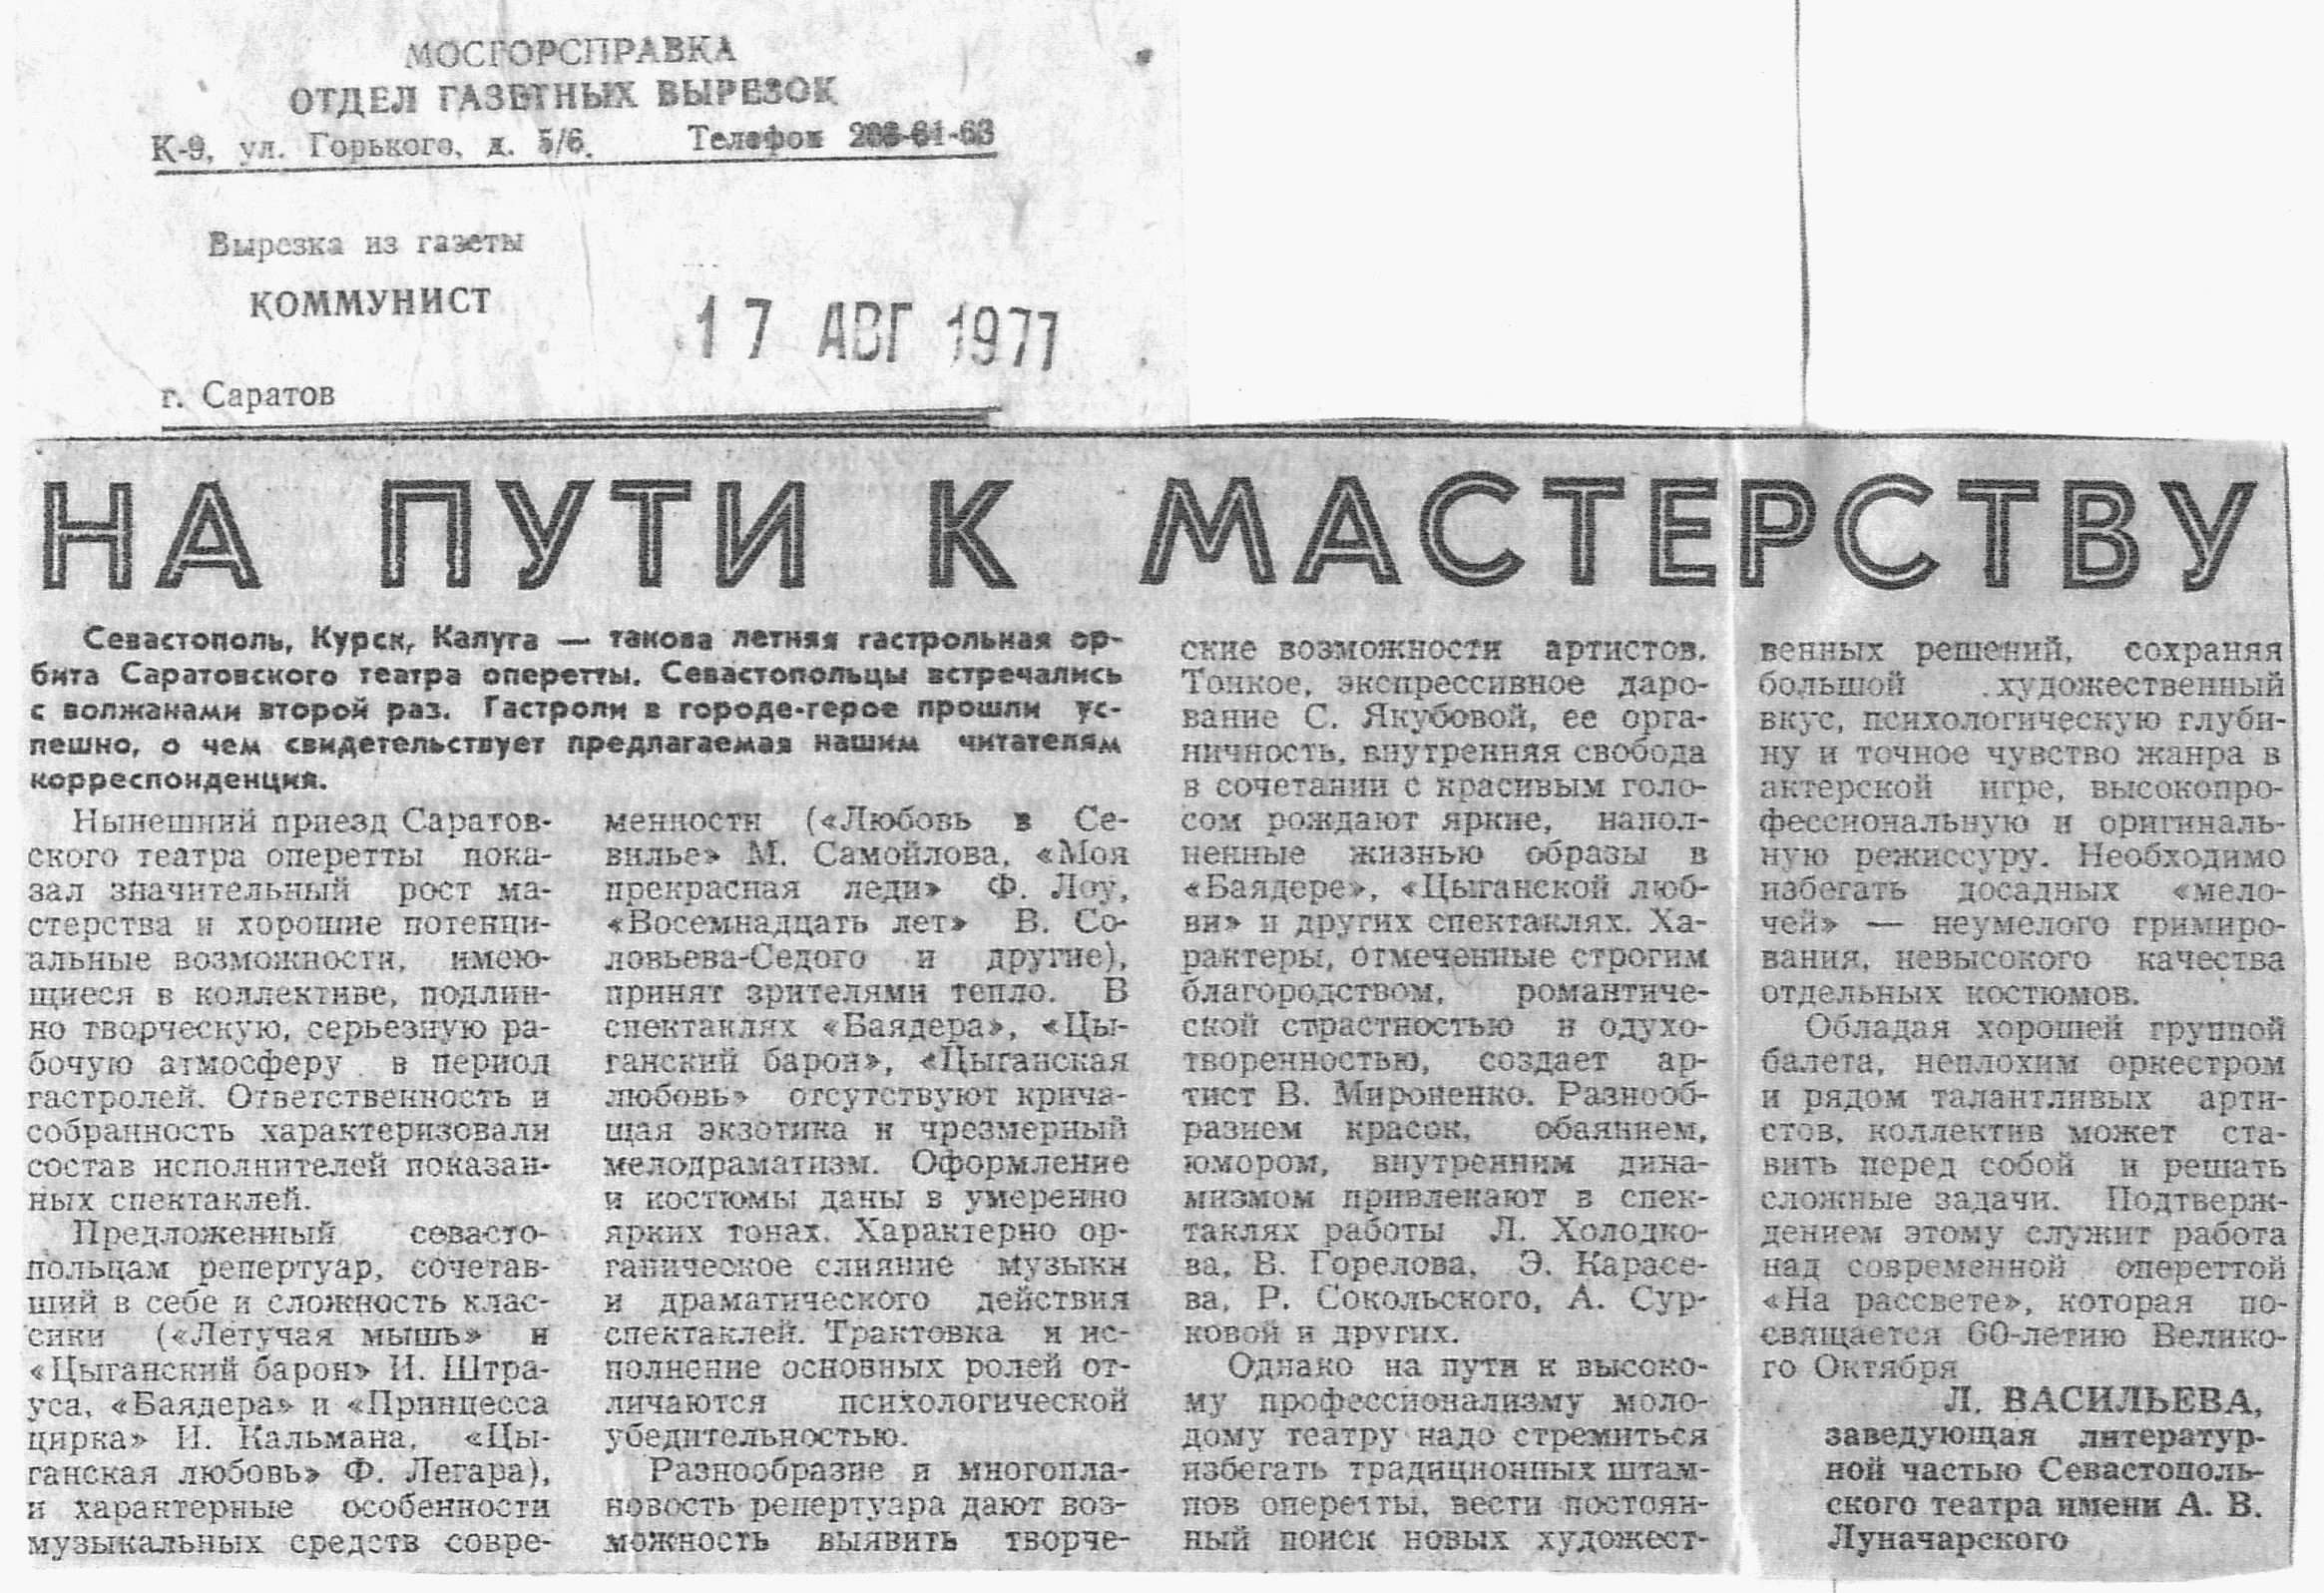 МОСГОРСПРАВКА
ОТДЕЛ ГАЗЕТНЫХ ВЫРЕЗОК
К-9, ул. Горького, д. 5/6. Телефон 203-61-63
Вырезка из газеты
КОММУНИСТ
17 АВГ 1977
г. Саратов
НА ПУТИ К МАСТЕРСТВУ
Севастополь, Курск, Калуга — такова летняя гастрольная ор-
бита Саратовского театра оперетты. Севастопольцы встречались
с волжанами второй раз. Гастроли в городе-герое прошли ус-
пешно, о чем свидетельствует предлагаемая нашим читателям
корреспонденция.
Нынешний приезд Саратов-
ского театра оперетты пока-
зал значительный рост ма-
стерства и хорошие потенци-
альные возможности, имею-
щиеся в коллективе, подлин-
но творческую, серьезную ра-
бочую атмосферу в период
гастролей. Ответственность и
собранность характеризовали
состав исполнителей показан-
ных спектаклей.
Предложенный севасто-
польцам репертуар, сочетав-
ший в себе и сложность клас-
сики («Летучая мышь» и
«Цыганский барон» И. Штра-
уса, «Баядера» и «Принцесса
цирка» И. Кальмана, «Цы-
ганская любовь» Ф. Легара),
и характерные особенности
музыкальных средств совре-
менности («Любовь в Се-
вилье» М. Самойлова, «Моя
прекрасная леди» Ф. Лоу,
«Восемнадцать лет» В. Со-
ловьева-Седого и другие),
принят зрителями тепло. В
спектаклях «Баядера», «Цы-
ганский барон», «Цыганская
любовь» отсутствуют крича-
щая экзотика и чрезмерный
мелодраматизм. Оформление
и костюмы даны в умеренно
ярких тонах. Характерно ор-
ганическое слияние музыки
и драматического действия
спектаклей. Трактовка и ис-
полнение основных ролей от-
личаются психологической
убедительностью.
Разнообразие и многопла-
новость репертуара дают воз-
можность выявить творче-
ские возможности артистов.
Тонкое, экспрессивное даро-
вание С. Якубовой, ее орга-
ничность, внутренняя свобода
в сочетании с красивым голо-
сом рождают яркие, напол-
ненные жизнью образы в
«Баядере», «Цыганской люб-
ви» и других спектаклях. Ха-
рактеры, отмеченные строгим
благородством, романтиче-
ской страстностью и одухо-
творенностью, создает ар-
тист В. Мироненко. Разнооб-
разием красок, обаянием,
юмором, внутренним дина-
мизмом привлекают в спек-
таклях работы Л. Холодко-
ва, В. Горелова, Э. Карасе-
ва, Р. Сокольского, А. Сур-
ковой и других.
Однако на пути к высоко-
му профессионализму моло-
дому театру надо стремиться
избегать традиционных штам-
пов оперетты, вести постоян-
ный поиск новых художест-
венных решений, сохраняя
большой художественный
вкус, психологическую глуби-
ну и точное чувство жанра в
актерской игре, высокопро-
фессиональную и оригиналь-
ную режиссуру. Необходимо
избегать досадных «мело-
чей» — неумелого гримиро-
вания, невысокого качества
отдельных костюмов.
Обладая хорошей группой
балета, неплохим оркестром
и рядом талантливых арти-
стов, коллектив может ста-
вить перед собой и решать
сложные задачи. Подтверж-
дением этому служит работа
над современной опереттой
«На рассвете», которая по-
свящается 60-летию Велико-
го Октября
Л. ВАСИЛЬЕВА,
заведующая литератур-
ной частью Севастополь-
ского театра имени А. В.
Луначарского